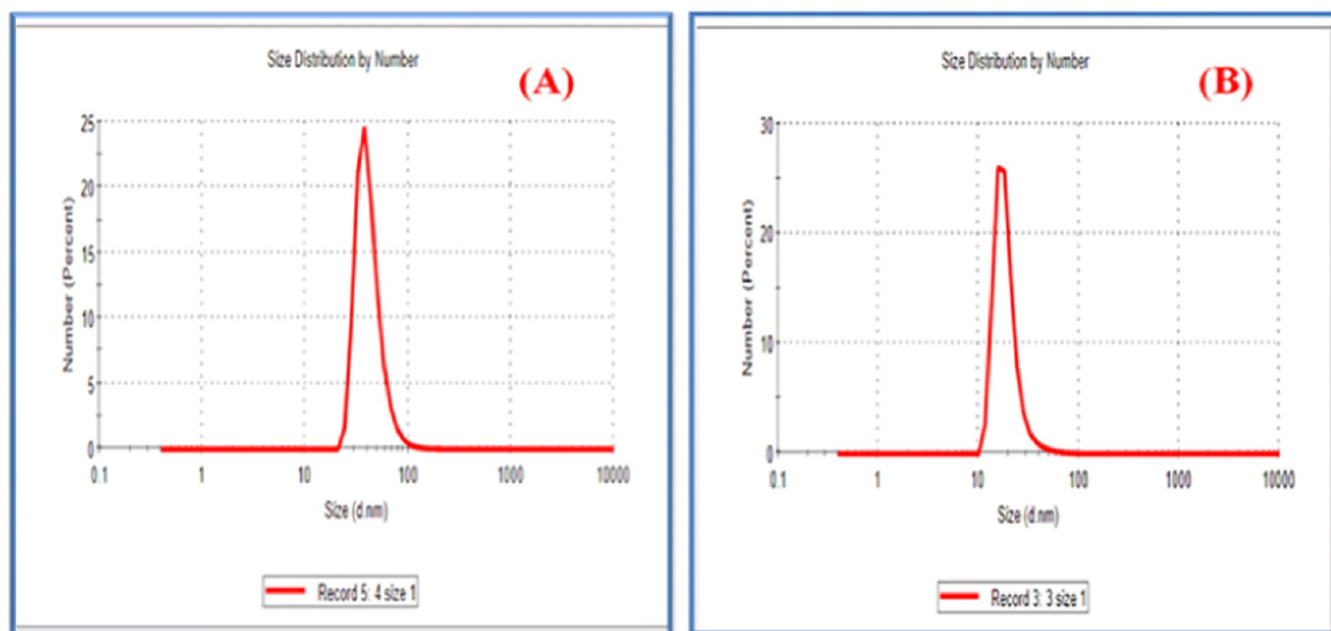 Size Distribution by Number
(A)
Number (Percent)
25
20
15
10
5
0
0.1
1
10
100
1000
10000
Size (d.nm)
Record 5: 4 size 1
Size Distribution by Number
(B)
Number (Percent)
30
20
10
0
0.1
1
10
100
1000
10000
Size (d.nm)
Record 3: 3 size 1